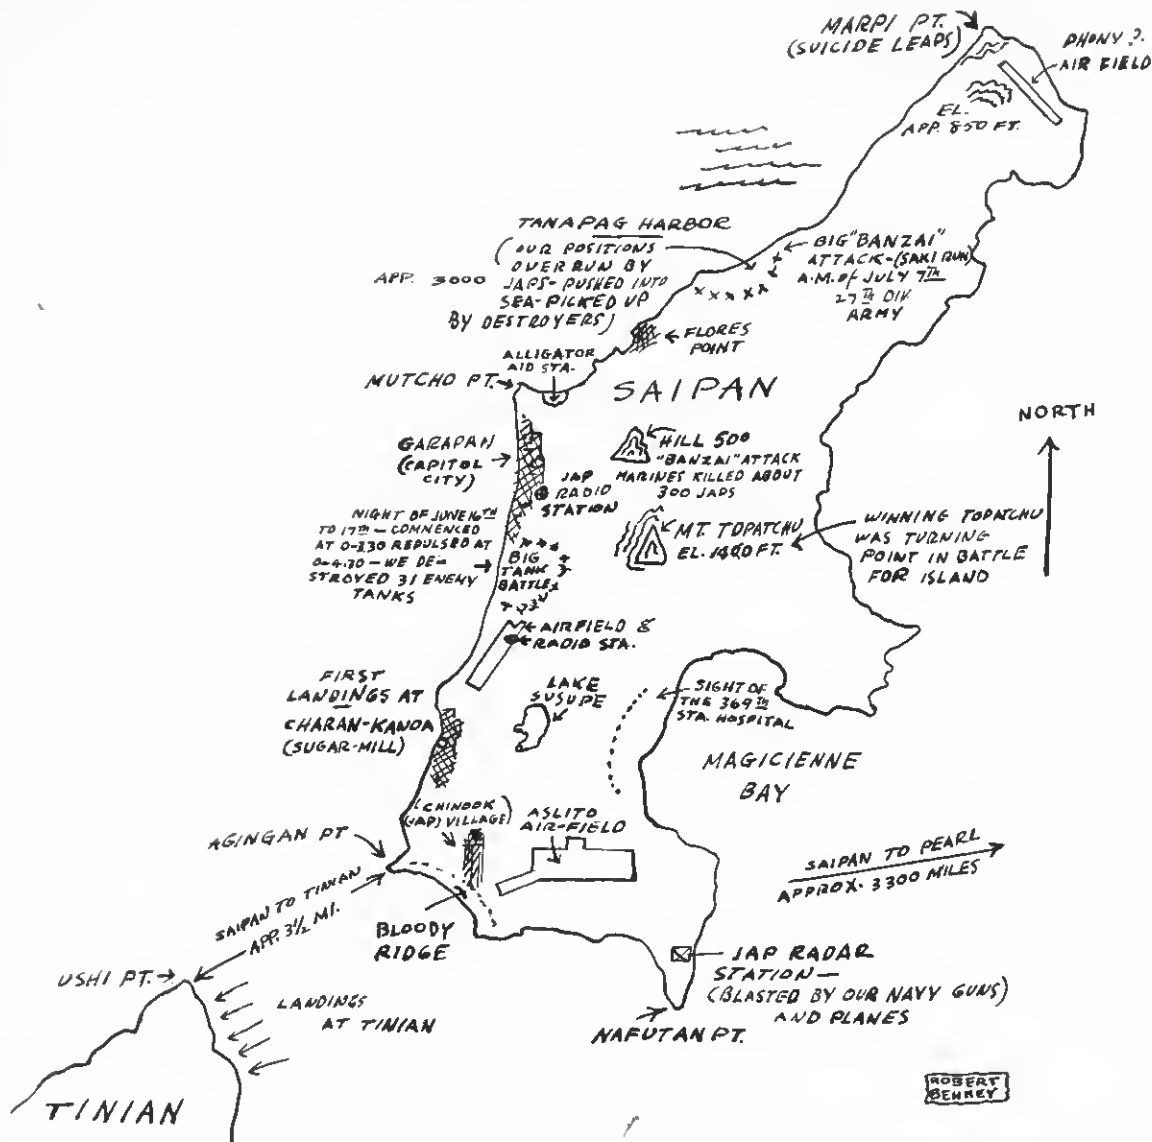 MARPI PT.
(SUICIDE LEAPS)
PHONY?
AIR FIELD
EL.
APP. 850 FT.
TANAPAG HARBOR
(OUR POSITIONS
OVERRUN BY
JAPS-PUSHED INTO
SEA-PICKED UP
BY DESTROYERS)
APP. 3000
BIG "BANZAI"
ATTACK-(SAKI RUN)
A.M. of JULY 7TH
27TH DIV.
ARMY
FLORES
POINT
ALLIGATOR
AID STA.
MUTCHO PT.
SAIPAN
NORTH
GARAPAN
(CAPITOL
CITY)
HILL 500
"BANZAI" ATTACK
MARINES KILLED ABOUT
300 JAPS
JAP
RADIO
STATION
NIGHT OF JUNE 16TH
TO 17TH - COMMENCED
AT 0-330 REPULSED AT
0-430 - WE DE-
STROYED 31 ENEMY
TANKS
BIG
TANK
BATTLE
MT. TOPATCHU
EL. FT.
WINNING TOPATCHU
WAS TURNING
POINT IN BATTLE
FOR ISLAND
AIRFIELD &
RADIO STA.
FIRST
LANDINGS AT
CHARAN-KANOA
(SUGAR-MILL)
LAKE
SUSUPE
SIGHT OF
THE 369TH
STA. HOSPITAL
MAGICIENNE
BAY
(CHINOOK
(JAP) VILLAGE)
ASLITO
AIR-FIELD
AGINGAN PT
SAIPAN TO PEARL
APPROX. 3300 MILES
SAIPAN TO TINIAN
APP. 3½ MI.
BLOODY
RIDGE
USHI PT.
LANDINGS
AT TINIAN
JAP RADAR
STATION -
(BLASTED BY OUR NAVY GUNS)
AND PLANES
NAFUTAN PT.
TINIAN
ROBERT
BENNEY